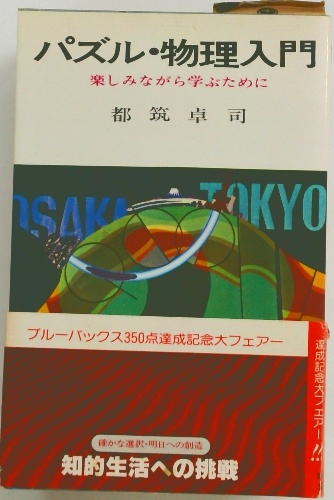 パズル・物理入門
楽しみながら学ぶために
都筑卓司
OSAKA
TOKYO
ブルーバックス350点達成記念大フェアー
達成記念大フェアー!!
確かな選択・明日への創造
知的生活への挑戦